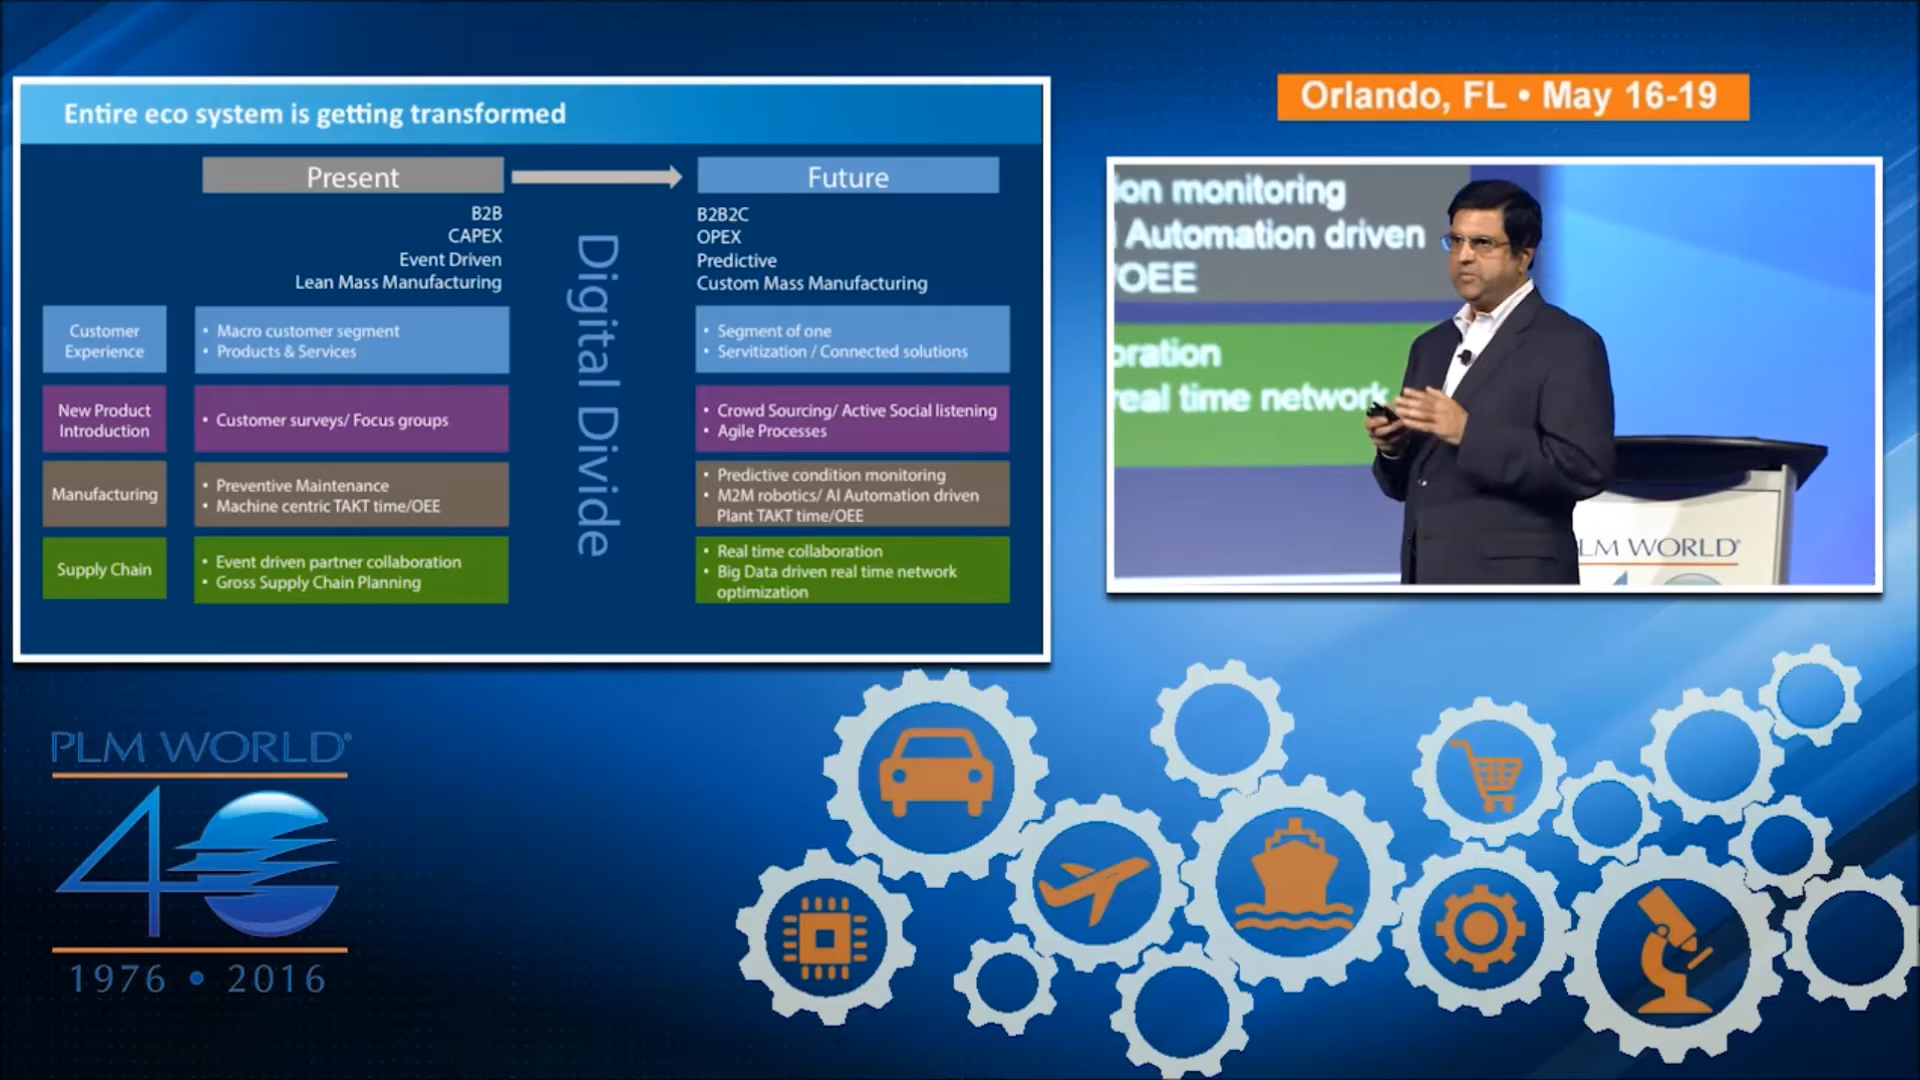 Entire eco system is getting transformed
Present
Future
B2B
CAPEX
Event Driven
Lean Mass Manufacturing
Digital Divide
B2B2C
OPEX
Predictive
Custom Mass Manufacturing
Customer
Experience
• Macro customer segment
• Products & Services
• Segment of one
• Servitization / Connected solutions
New Product
Introduction
• Customer surveys/ Focus groups
• Crowd Sourcing/ Active Social listening
• Agile Processes
Manufacturing
• Preventive Maintenance
• Machine centric TAKT time/OEE
• Predictive condition monitoring
• M2M robotics/ AI Automation driven
Plant TAKT time/OEE
Supply Chain
• Event driven partner collaboration
• Gross Supply Chain Planning
• Real time collaboration
• Big Data driven real time network
optimization
Orlando, FL • May 16-19
ion monitoring
Automation driven
/OEE
oration
real time network
LM WORLD®
PLM WORLD®
40
1976 • 2016